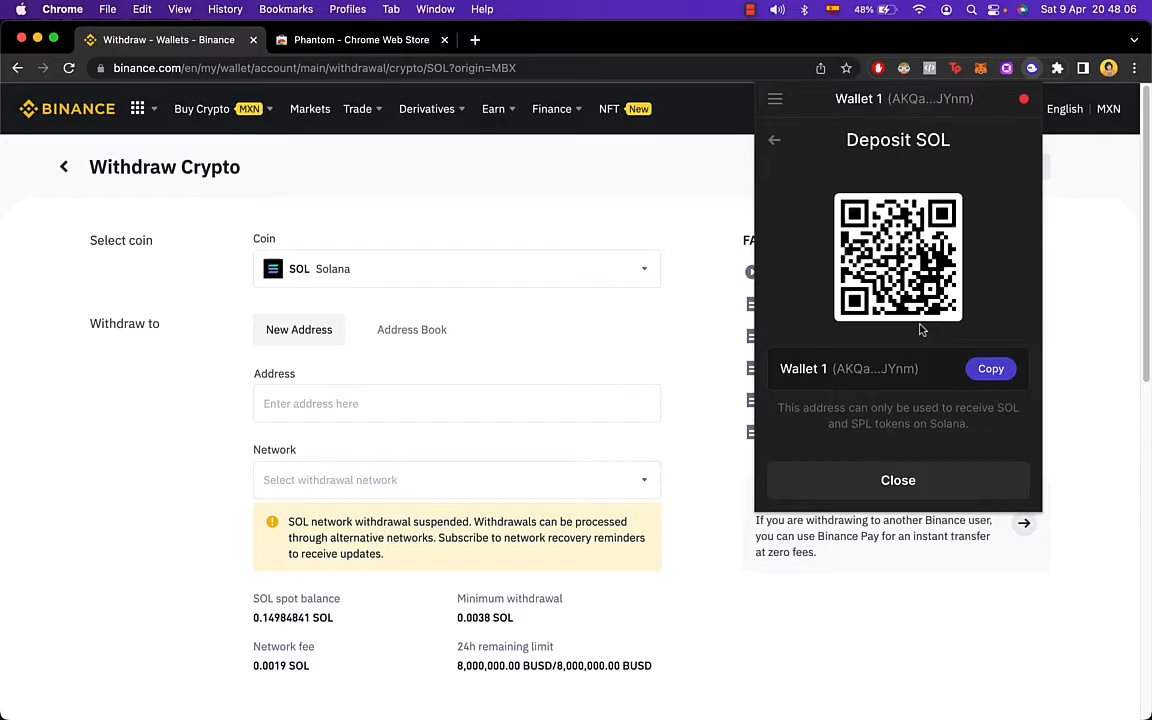 Chrome File Edit View History Bookmarks Profiles Tab Window Help 48% Sat 9 Apr 20 48 06
Withdraw - Wallets - Binance
Phantom - Chrome Web Store
binance.com/en/my/wallet/account/main/withdrawal/crypto/SOL?origin=MBX
BINANCE Buy Crypto MXN Markets Trade Derivatives Earn Finance NFT New English MXN
Withdraw Crypto
Select coin
Coin
SOL Solana
Withdraw to
New Address
Address Book
Address
Enter address here
Network
Select withdrawal network
SOL network withdrawal suspended. Withdrawals can be processed
through alternative networks. Subscribe to network recovery reminders
to receive updates.
SOL spot balance
0.14984841 SOL
Minimum withdrawal
0.0038 SOL
Network fee
0.0019 SOL
24h remaining limit
8,000,000.00 BUSD/8,000,000.00 BUSD
Wallet 1 (AKQa...JYnm)
Deposit SOL
Wallet 1 (AKQa...JYnm)
Copy
This address can only be used to receive SOL
and SPL tokens on Solana.
Close
If you are withdrawing to another Binance user,
you can use Binance Pay for an instant transfer
at zero fees.